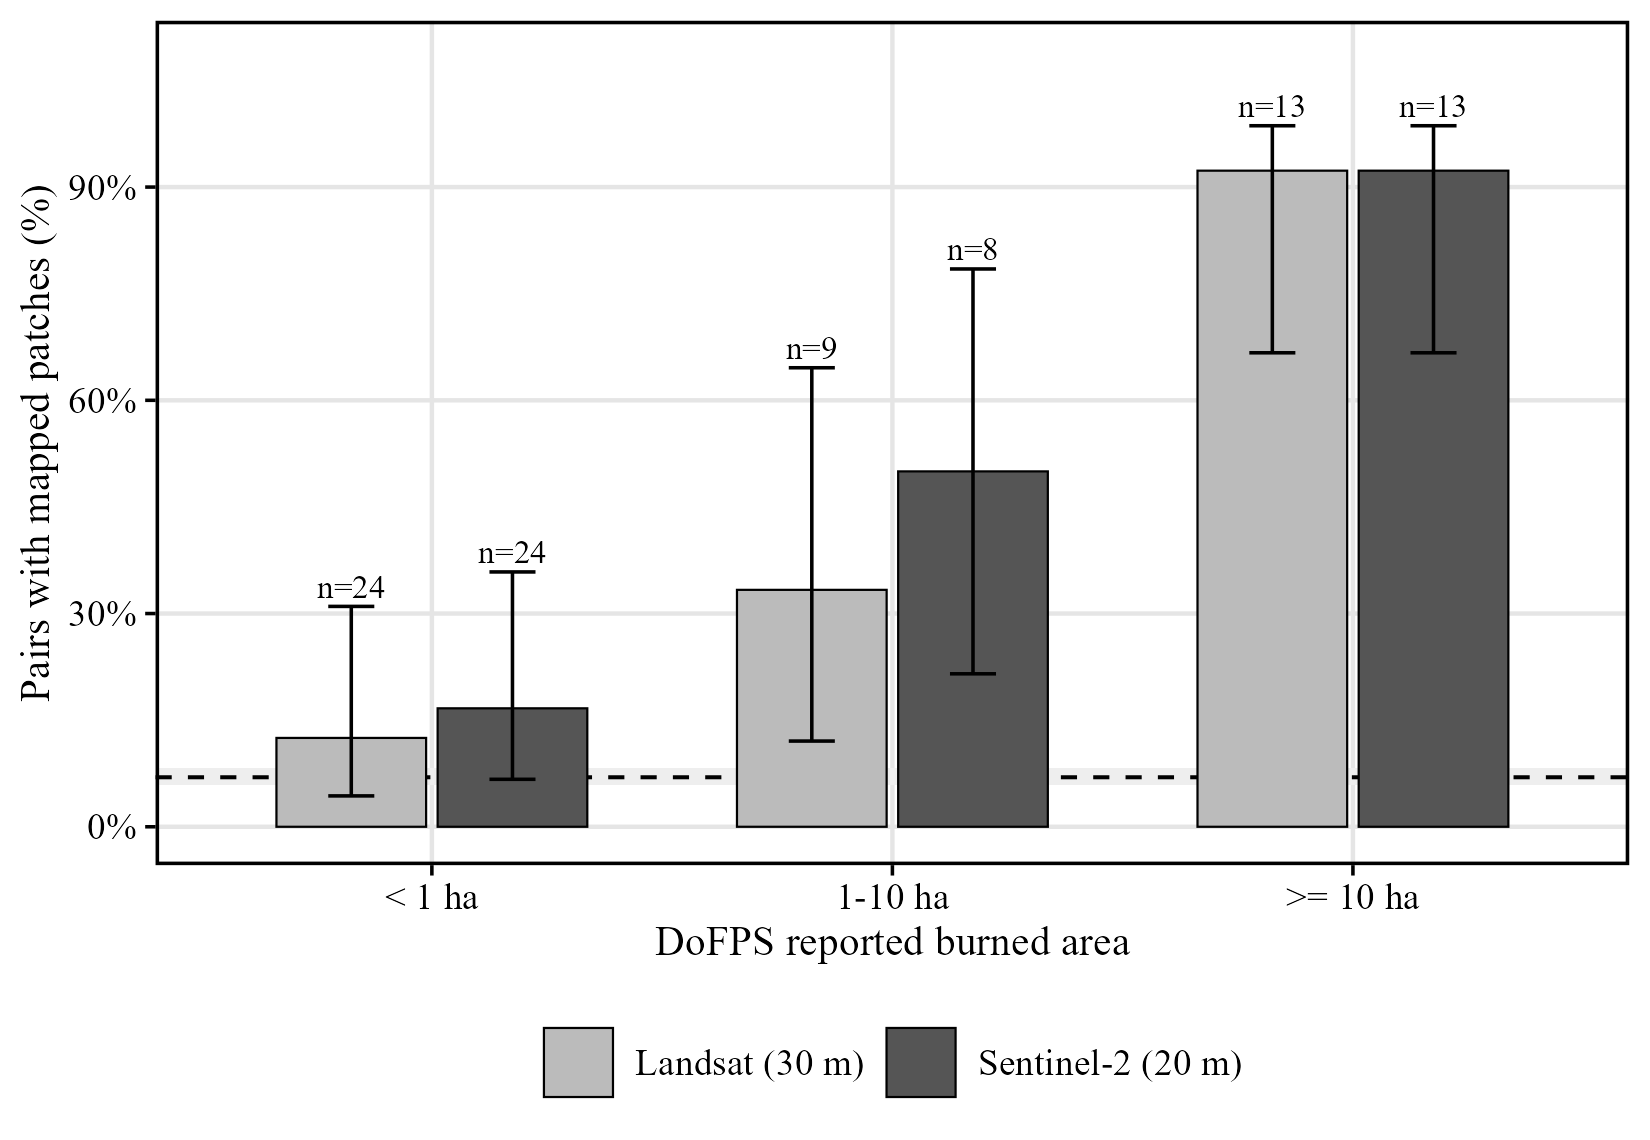 n=13 n=13
90%
n=8
n=9
60%
n=24
n=24
30%
0%
Pairs with mapped patches (%)
< 1 ha 1-10 ha >= 10 ha
DoFPS reported burned area
Landsat (30 m) Sentinel-2 (20 m)